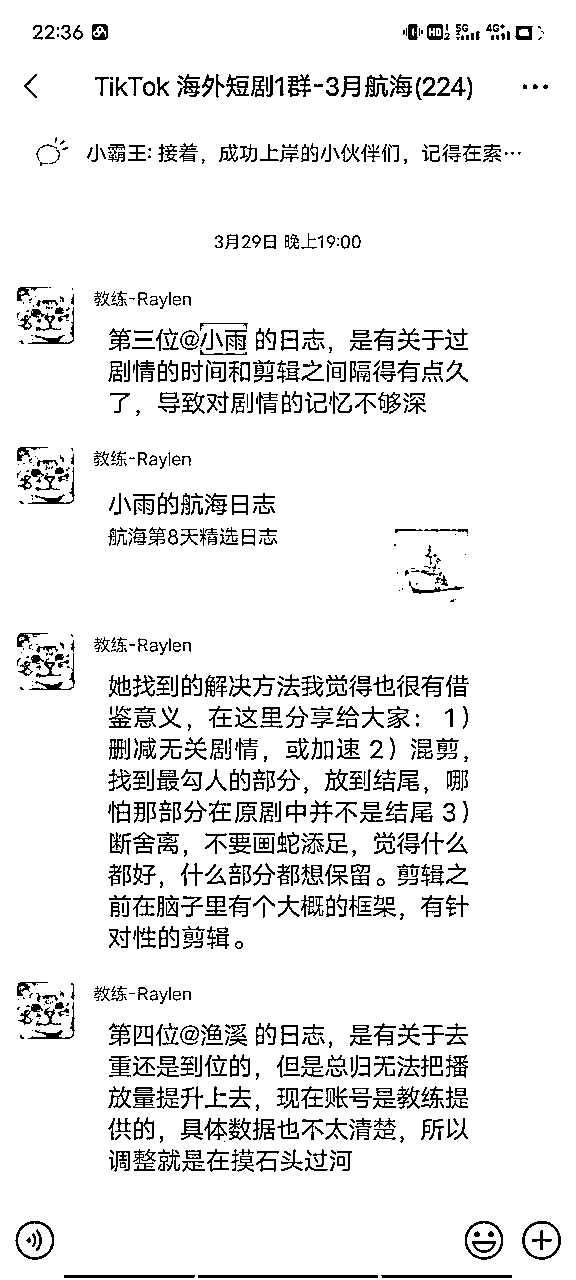 22:36
HD 5G 4G+
TikTok 海外短剧1群-3月航海(224)
小霸王: 接着，成功上岸的小伙伴们，记得在索…
3月29日 晚上19:00
教练-Raylen
第三位@小雨 的日志，是有关于过
剧情的时间和剪辑之间隔得有点久
了，导致对剧情的记忆不够深
教练-Raylen
小雨的航海日志
航海第8天精选日志
教练-Raylen
她找到的解决方法我觉得也很有借
鉴意义，在这里分享给大家： 1）
删减无关剧情，或加速 2）混剪，
找到最勾人的部分，放到结尾，哪
怕那部分在原剧中并不是结尾 3）
断舍离，不要画蛇添足，觉得什么
都好，什么部分都想保留。剪辑之
前在脑子里有个大概的框架，有针
对性的剪辑。
教练-Raylen
第四位@渔溪 的日志，是有关于去
重还是到位的，但是总归无法把播
放量提升上去，现在账号是教练提
供的，具体数据也不太清楚，所以
调整就是在摸石头过河